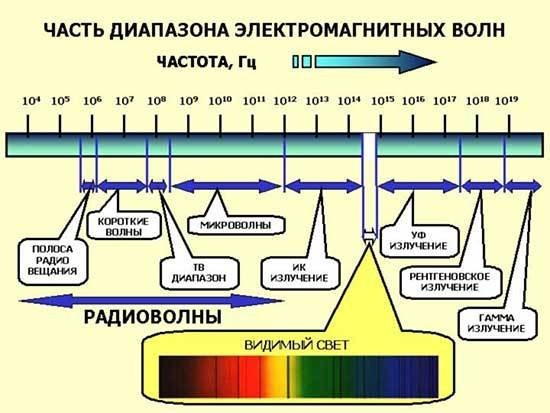 ЧАСТЬ ДИАПАЗОНА ЭЛЕКТРОМАГНИТНЫХ ВОЛН
ЧАСТОТА, Гц
10⁴ 10⁵ 10⁶ 10⁷ 10⁸ 10⁹ 10¹⁰ 10¹¹ 10¹² 10¹³ 10¹⁴ 10¹⁵ 10¹⁶ 10¹⁷ 10¹⁸ 10¹⁹
ПОЛОСА
РАДИО
ВЕЩАНИЯ
КОРОТКИЕ
ВОЛНЫ
ТВ
ДИАПАЗОН
МИКРОВОЛНЫ
ИК
ИЗЛУЧЕНИЕ
УФ
ИЗЛУЧЕНИЕ
РЕНТГЕНОВСКОЕ
ИЗЛУЧЕНИЕ
ГАММА
ИЗЛУЧЕНИЕ
РАДИОВОЛНЫ
ВИДИМЫЙ СВЕТ